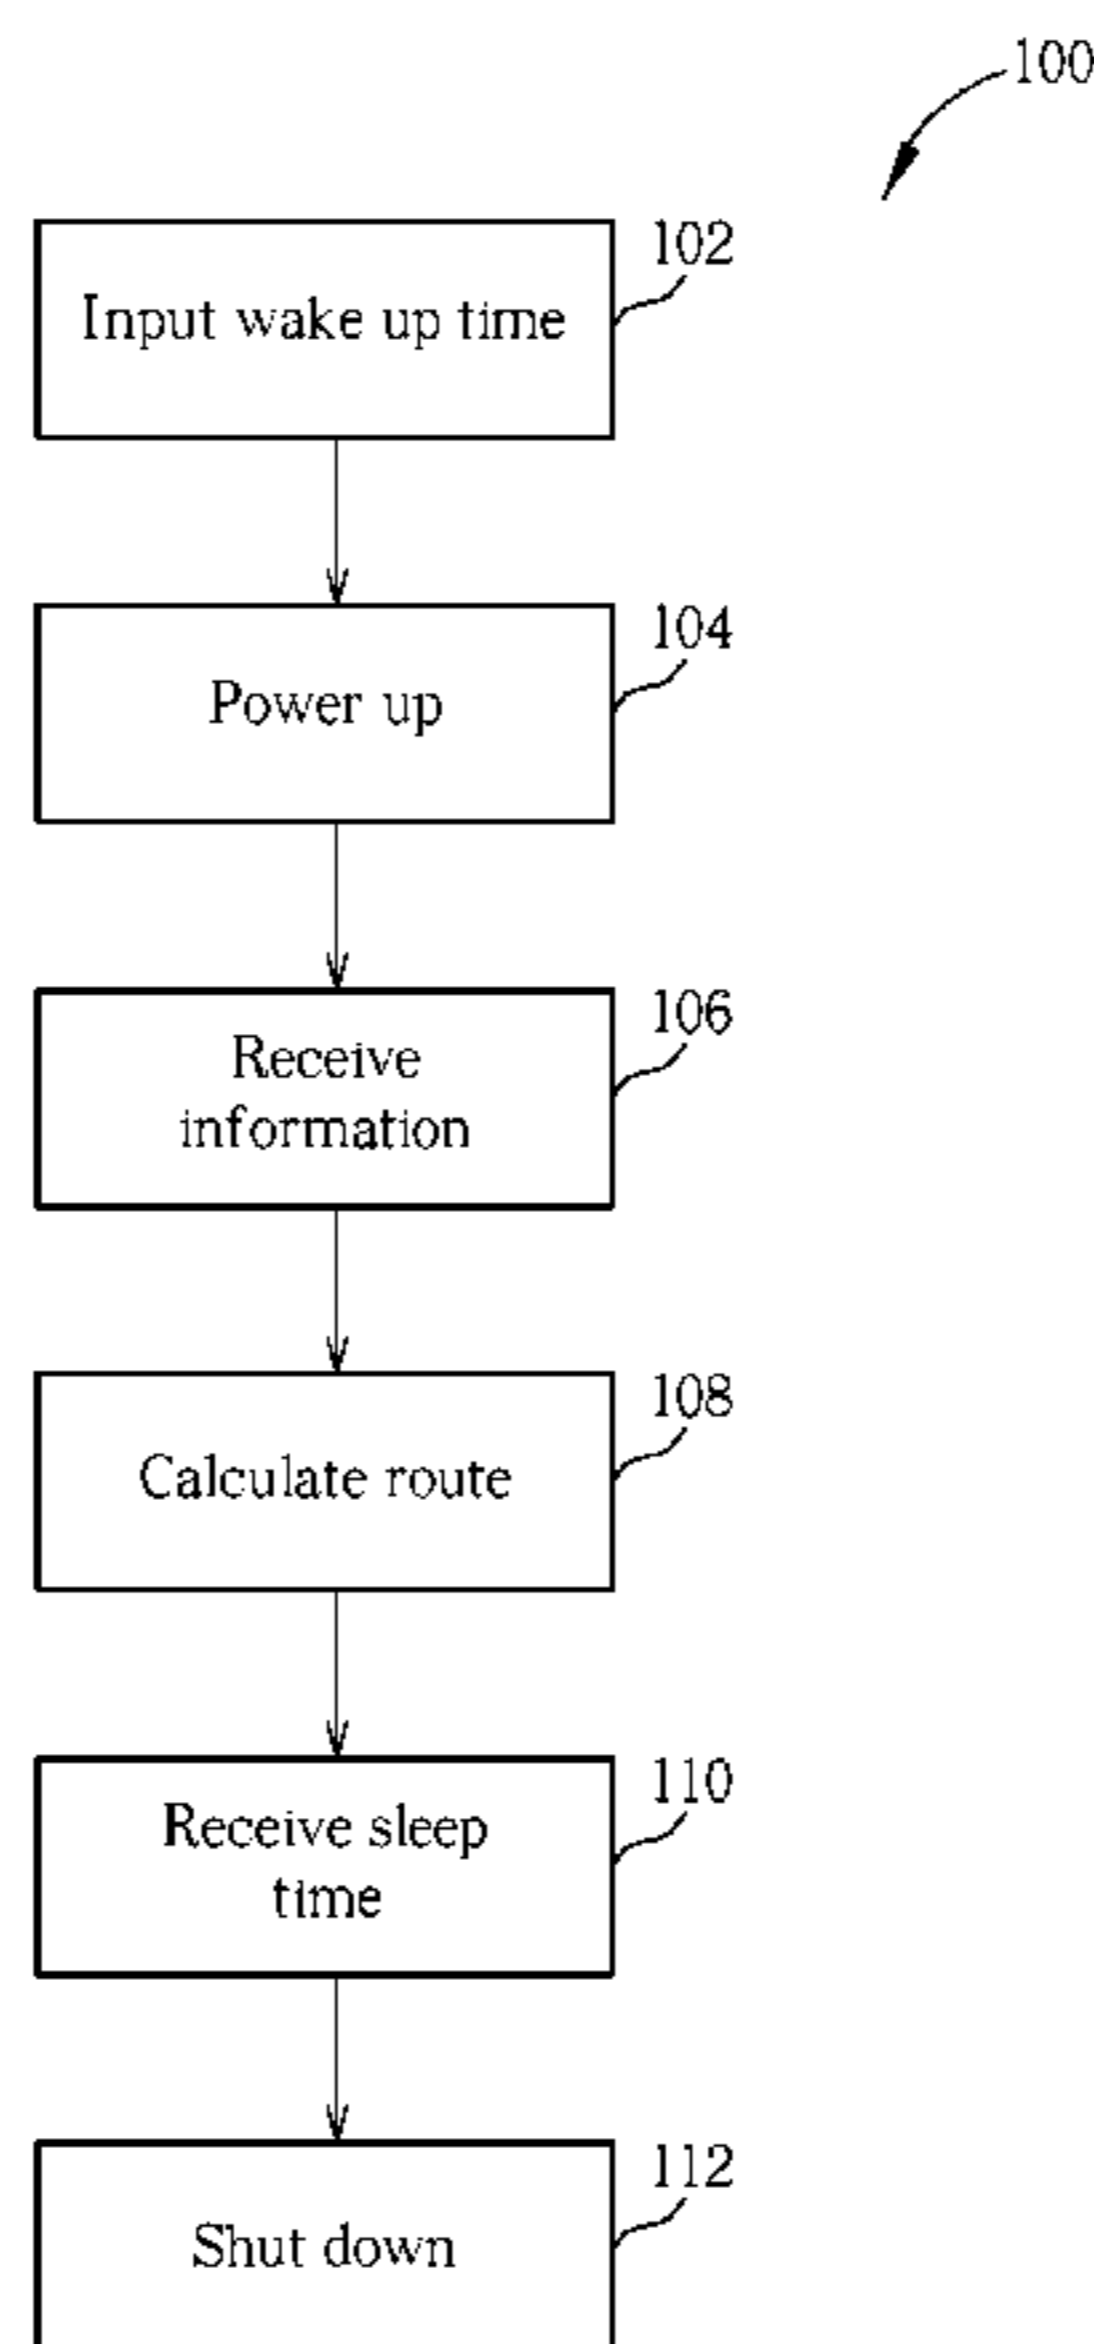 100
102
Input wake up time
104
Power up
106
Receive
information
108
Calculate route
110
Receive sleep
time
112
Shut down